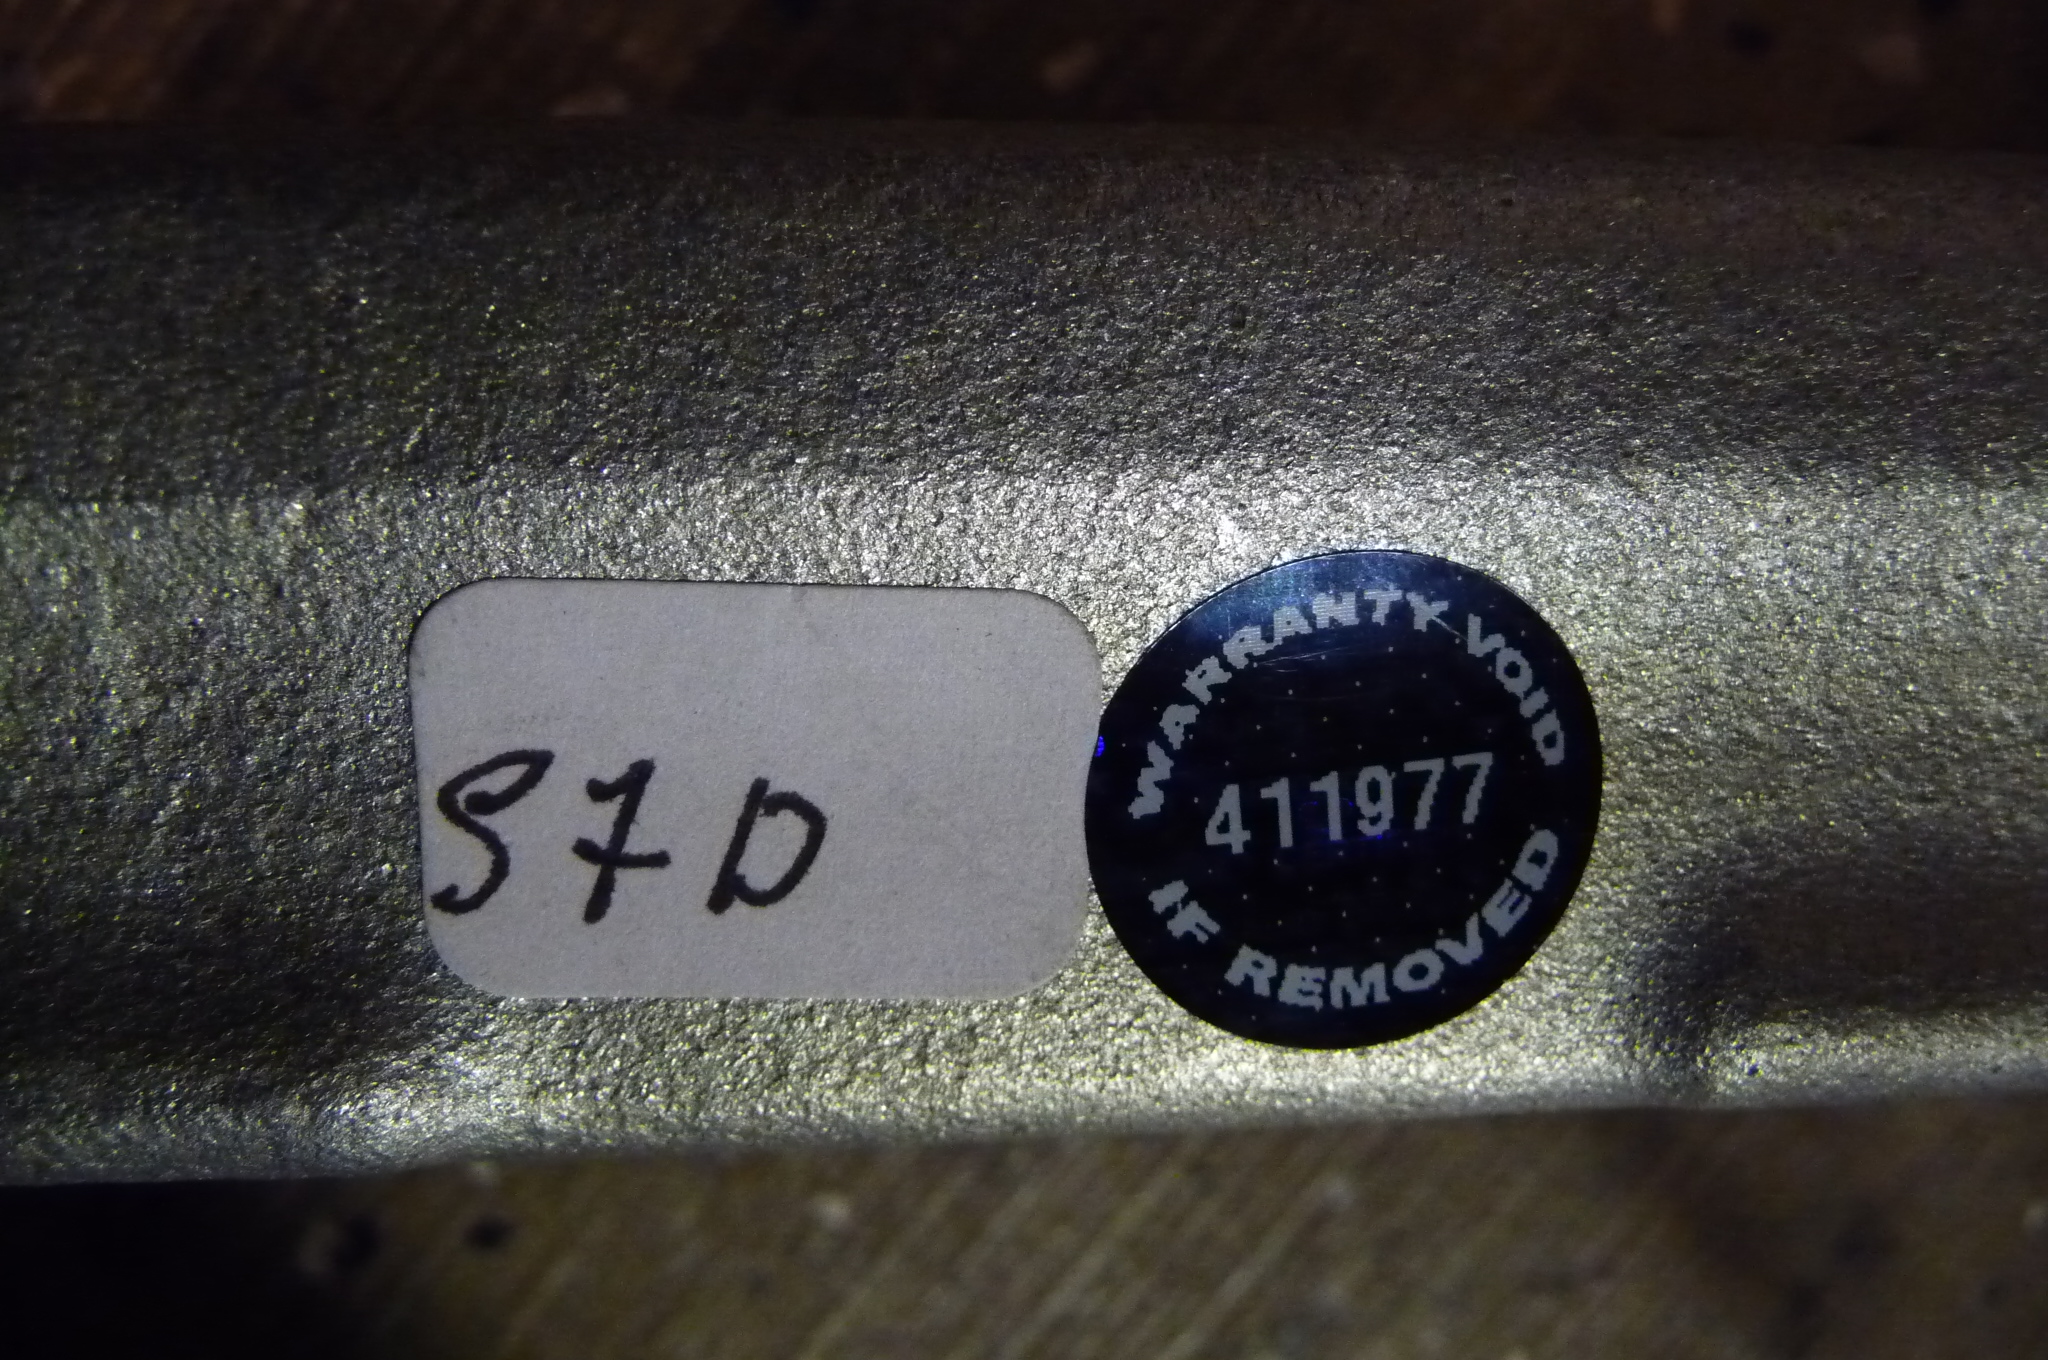 S7D
WARRANTY VOID
411977
IF REMOVED